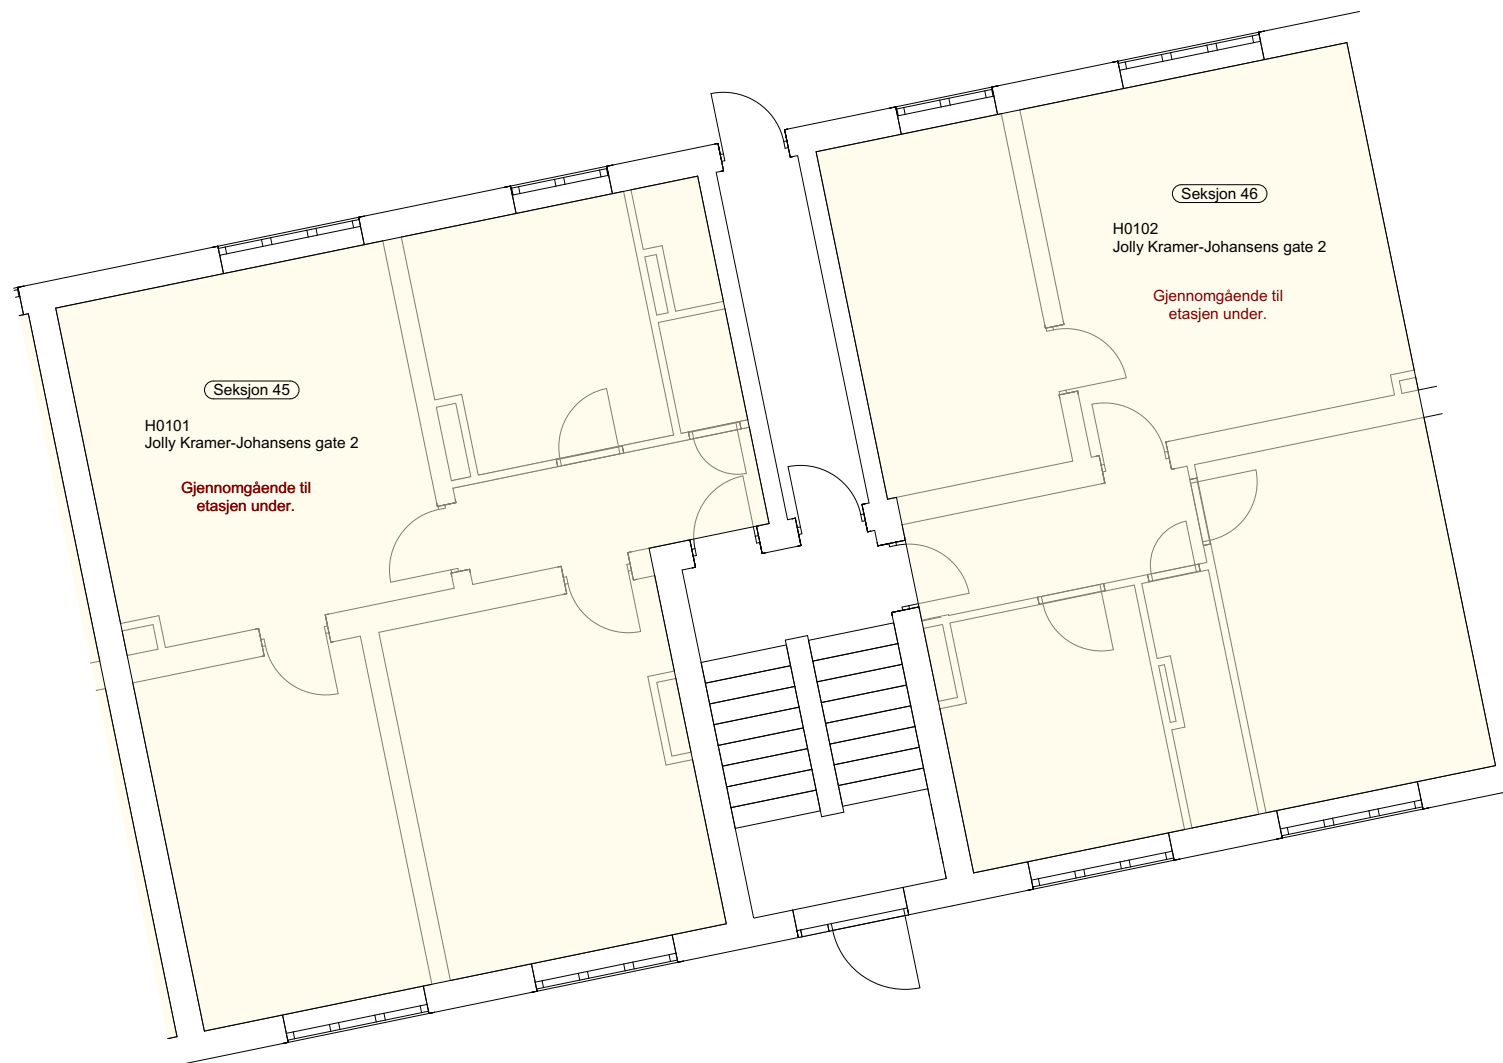 Seksjon 45
H0101
Jolly Kramer-Johansens gate 2
Gjennomgående til
etasjen under.
Seksjon 46
H0102
Jolly Kramer-Johansens gate 2
Gjennomgående til
etasjen under.